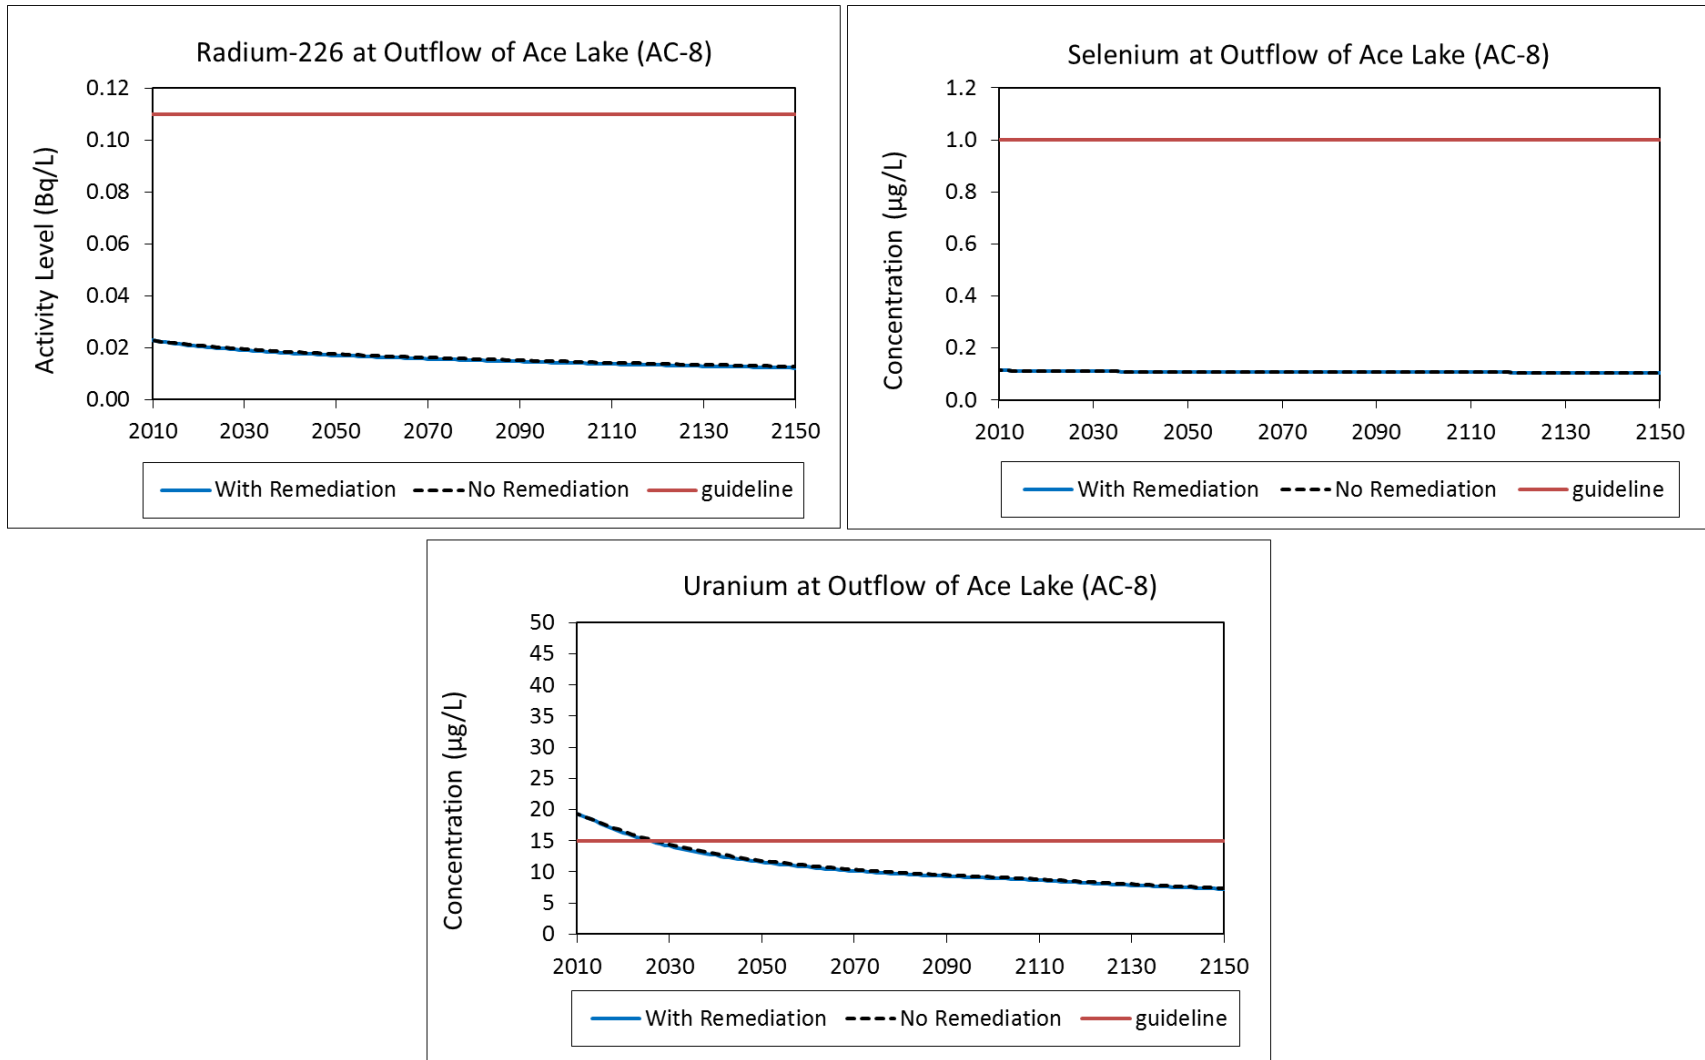 Radium-226 at Outflow of Ace Lake (AC-8)
Activity Level (Bq/L)
0.12
0.10
0.08
0.06
0.04
0.02
0.00
2010 2030 2050 2070 2090 2110 2130 2150
With Remediation No Remediation guideline
Selenium at Outflow of Ace Lake (AC-8)
Concentration (µg/L)
1.2
1.0
0.8
0.6
0.4
0.2
0.0
2010 2030 2050 2070 2090 2110 2130 2150
With Remediation No Remediation guideline
Uranium at Outflow of Ace Lake (AC-8)
Concentration (µg/L)
50
45
40
35
30
25
20
15
10
5
0
2010 2030 2050 2070 2090 2110 2130 2150
With Remediation No Remediation guideline